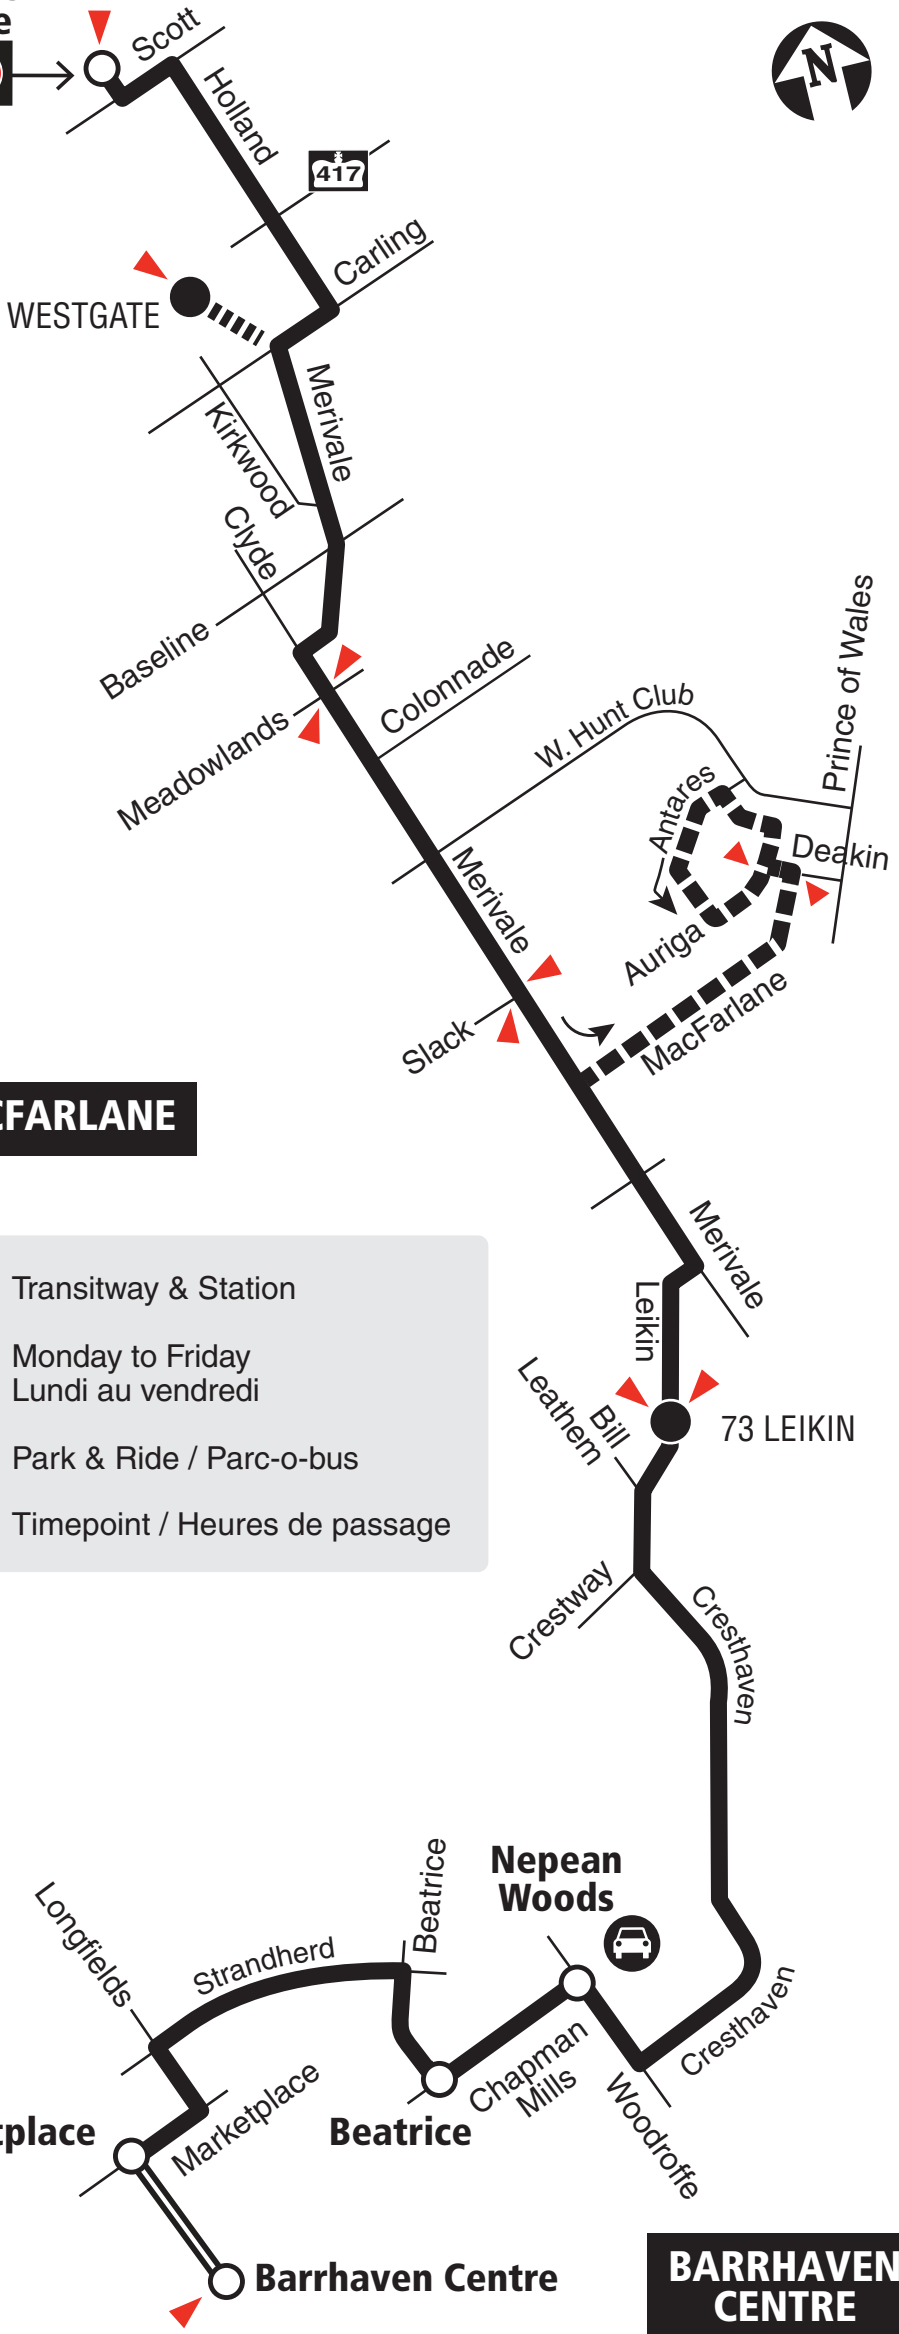 Scott
Holland
417
Carling
WESTGATE
Merivale
Kirkwood
Clyde
Baseline
Meadowlands
Colonnade
W. Hunt Club
Prince of Wales
Antares
Deakin
Merivale
Auriga
MacFarlane
Slack
CFARLANE
Merivale
Transitway & Station
Monday to Friday
Lundi au vendredi
Park & Ride / Parc-o-bus
Timepoint / Heures de passage
Leikin
Bill
Leathem
73 LEIKIN
Crestway
Cresthaven
Nepean
Woods
Beatrice
Longfields
Strandherd
Cresthaven
Chapman
Mills
Woodroffe
Marketplace
tplace
Beatrice
Barrhaven Centre
BARRHAVEN
CENTRE
N